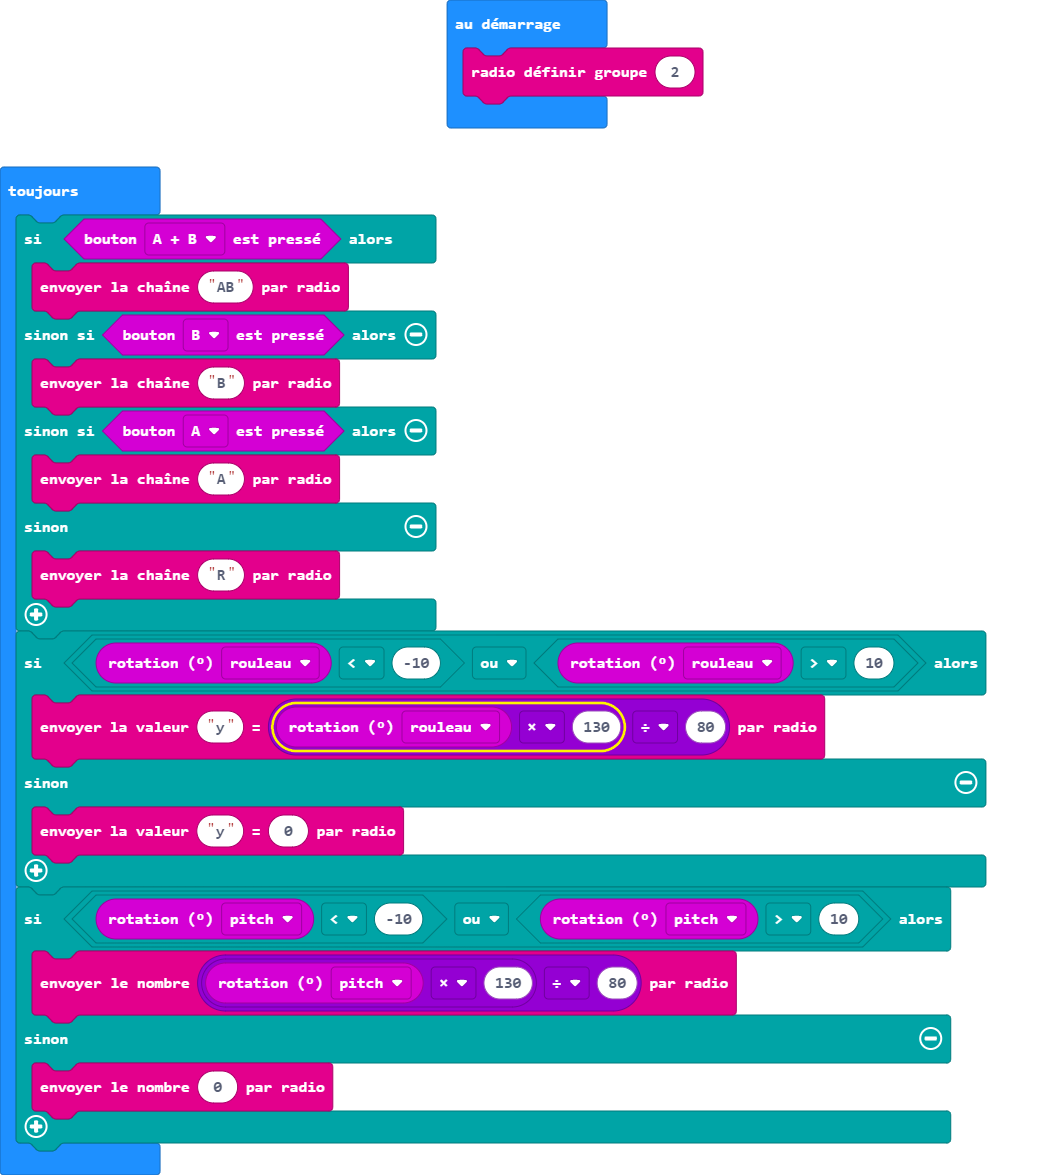 au démarrage
radio définir groupe 2
toujours
si bouton A + B est pressé alors
envoyer la chaîne "AB" par radio
sinon si bouton B est pressé alors
envoyer la chaîne "B" par radio
sinon si bouton A est pressé alors
envoyer la chaîne "A" par radio
sinon
envoyer la chaîne "R" par radio
si rotation (º) rouleau < -10 ou rotation (º) rouleau > 10 alors
envoyer la valeur "y" = rotation (º) rouleau × 130 ÷ 80 par radio
sinon
envoyer la valeur "y" = 0 par radio
si rotation (º) pitch < -10 ou rotation (º) pitch > 10 alors
envoyer le nombre rotation (º) pitch × 130 ÷ 80 par radio
sinon
envoyer le nombre 0 par radio